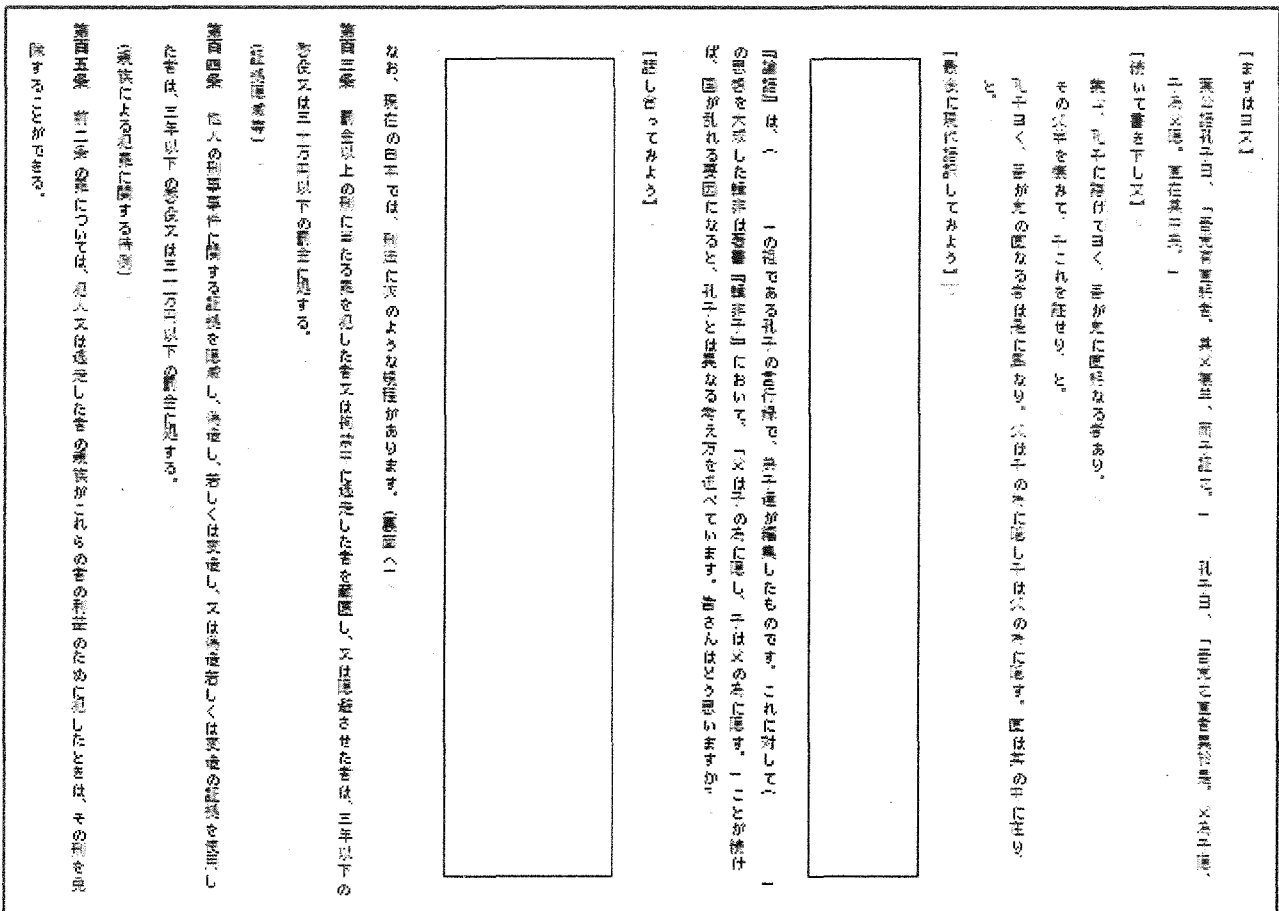 【まずは白文】
葉公語孔子曰、「吾党有直躬者。其父攘羊、而子証之。」　孔子曰、「吾党之直者異於是。父為子隠、
子為父隠。直在其中矣。」
【続いて書き下し文】
葉公、孔子に語げて曰く、吾が党に直躬なる者あり。
その父羊を攘みて、子これを証せり、と。
孔子曰く、吾が党の直なる者は是に異なり。父は子の為に隠し子は父の為に隠す。直は其の中に在り、
と。
【最後に現代語訳してみよう】
『論語』は、（　　　）の祖である孔子の言行録で、弟子達が編集したものです。これに対して（　　　）
の思想を大成した韓非は著書『韓非子』において、「父は子の為に隠し、子は父の為に隠す。」ことが続け
ば、国が乱れる要因になると、孔子とは異なる考え方を述べています。皆さんはどう思いますか？
【話し合ってみよう】
なお、現在の日本では、刑法に次のような規程があります。（裏面へ）
第百三条　罰金以上の刑に当たる罪を犯した者又は拘禁中に逃走した者を蔵匿し、又は隠避させた者は、三年以下の
懲役又は三十万円以下の罰金に処する。
（証拠隠滅等）
第百四条　他人の刑事事件に関する証拠を隠滅し、偽造し、若しくは変造し、又は偽造若しくは変造の証拠を使用し
た者は、三年以下の懲役又は三十万円以下の罰金に処する。
（親族による犯罪に関する特例）
第百五条　前二条の罪については、犯人又は逃走した者の親族がこれらの者の利益のために犯したときは、その刑を免
除することができる。